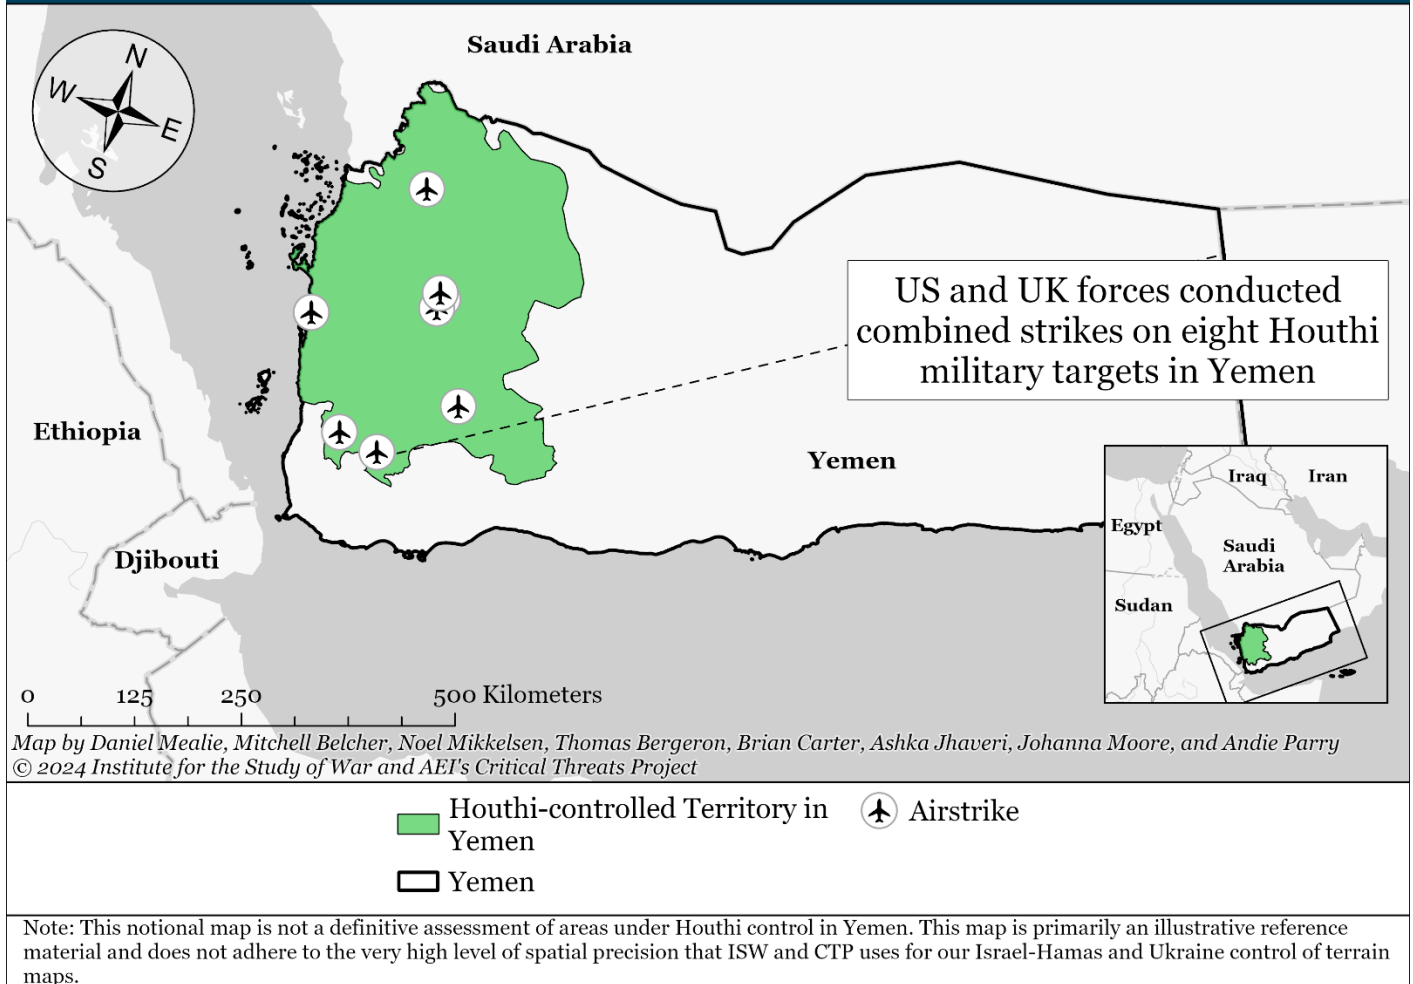 N
W
E
S
Saudi Arabia
US and UK forces conducted
combined strikes on eight Houthi
military targets in Yemen
Ethiopia
Yemen
Djibouti
Iraq
Iran
Egypt
Saudi
Arabia
Sudan
0 125 250 500 Kilometers
Map by Daniel Mealie, Mitchell Belcher, Noel Mikkelsen, Thomas Bergeron, Brian Carter, Ashka Jhaveri, Johanna Moore, and Andie Parry
© 2024 Institute for the Study of War and AEI's Critical Threats Project
Houthi-controlled Territory in
Yemen
Airstrike
Yemen
Note: This notional map is not a definitive assessment of areas under Houthi control in Yemen. This map is primarily an illustrative reference
material and does not adhere to the very high level of spatial precision that ISW and CTP uses for our Israel-Hamas and Ukraine control of terrain
maps.